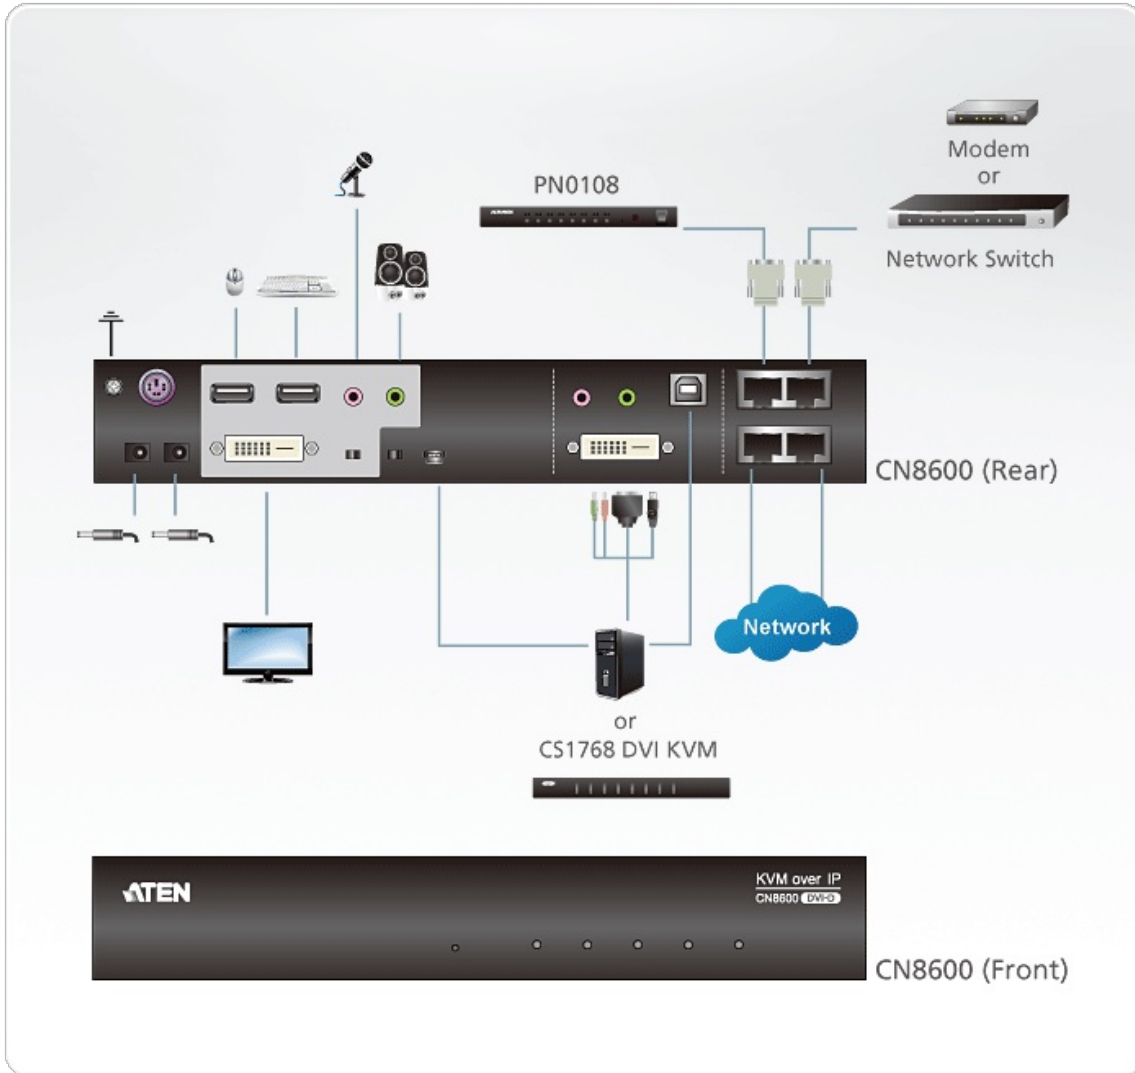 Modem
or
Network Switch
PN0108
CN8600 (Rear)
Network
or
CS1768 DVI KVM
ATEN
KVM over IP
CN8600 DVI-D
CN8600 (Front)